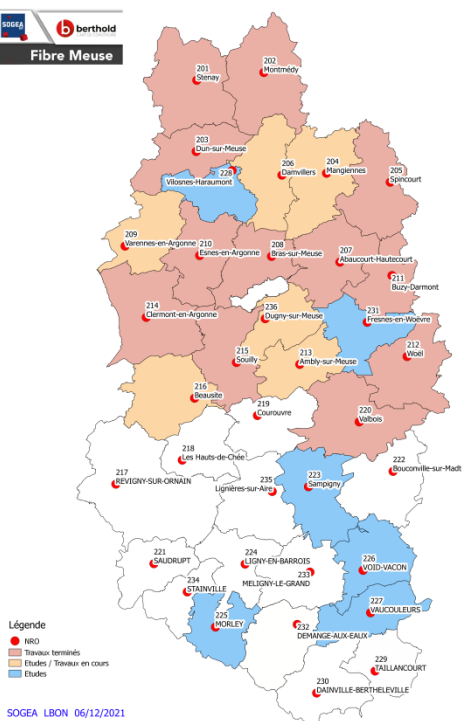 SOGEA
berthold
Fibre Meuse
201
Stenay
202
Montmédy
203
Dun-sur-Meuse
228
Vilosnes-Haraumont
206
Damvillers
204
Mangiennes
205
Spincourt
209
Varennes-en-Argonne
210
Esnes-en-Argonne
208
Bras-sur-Meuse
207
Abaucourt-Hautecourt
211
Buzy-Darmont
214
Clermont-en-Argonne
236
Dugny-sur-Meuse
231
Fresnes-en-Woëvre
215
Souilly
213
Ambly-sur-Meuse
212
Woël
216
Beausite
219
Courouvre
220
Valbois
218
Les Hauts-de-Chée
217
REVIGNY-SUR-ORNAIN
235
Lignières-sur-Aire
223
Sampigny
222
Bouconville-sur-Madt
221
SAUDRUPT
224
LIGNY-EN-BARROIS
233
MELIGNY-LE-GRAND
226
VOID-VACON
234
STAINVILLE
225
MORLEY
227
VAUCOULEURS
232
DEMANGE-AUX-EAUX
229
TAILLANCOURT
230
DAINVILLE-BERTHELEVILLE
Légende
NRO
Travaux terminés
Etudes / Travaux en cours
Etudes
SOGEA LBON 06/12/2021